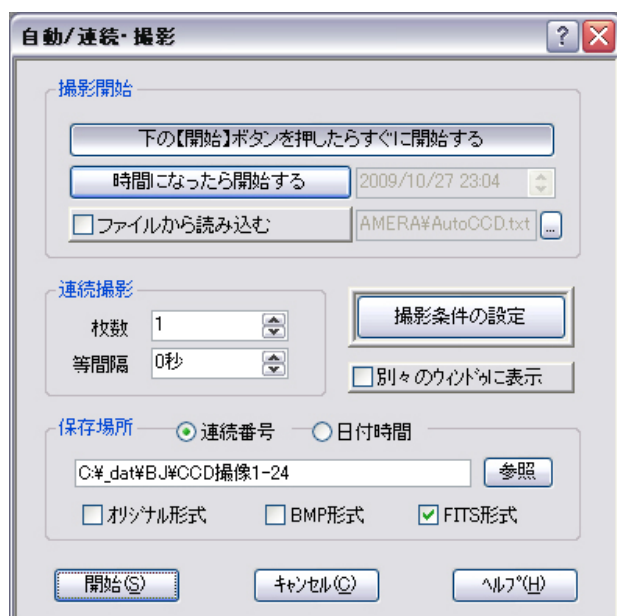 自動/連続・撮影
撮影開始
下の【開始】ボタンを押したらすぐに開始する
時間になったら開始する 2009/10/27 23:04
ファイルから読み込む AMERA¥AutoCCD.txt ...
連続撮影
枚数 1
等間隔 0秒
撮影条件の設定
別々のウィンドウに表示
保存場所 連続番号 日付時間
C:¥_dat¥BJ¥CCD撮像1-24 参照
オリジナル形式 BMP形式 FITS形式
開始(S) キャンセル(C) ヘルプ(H)